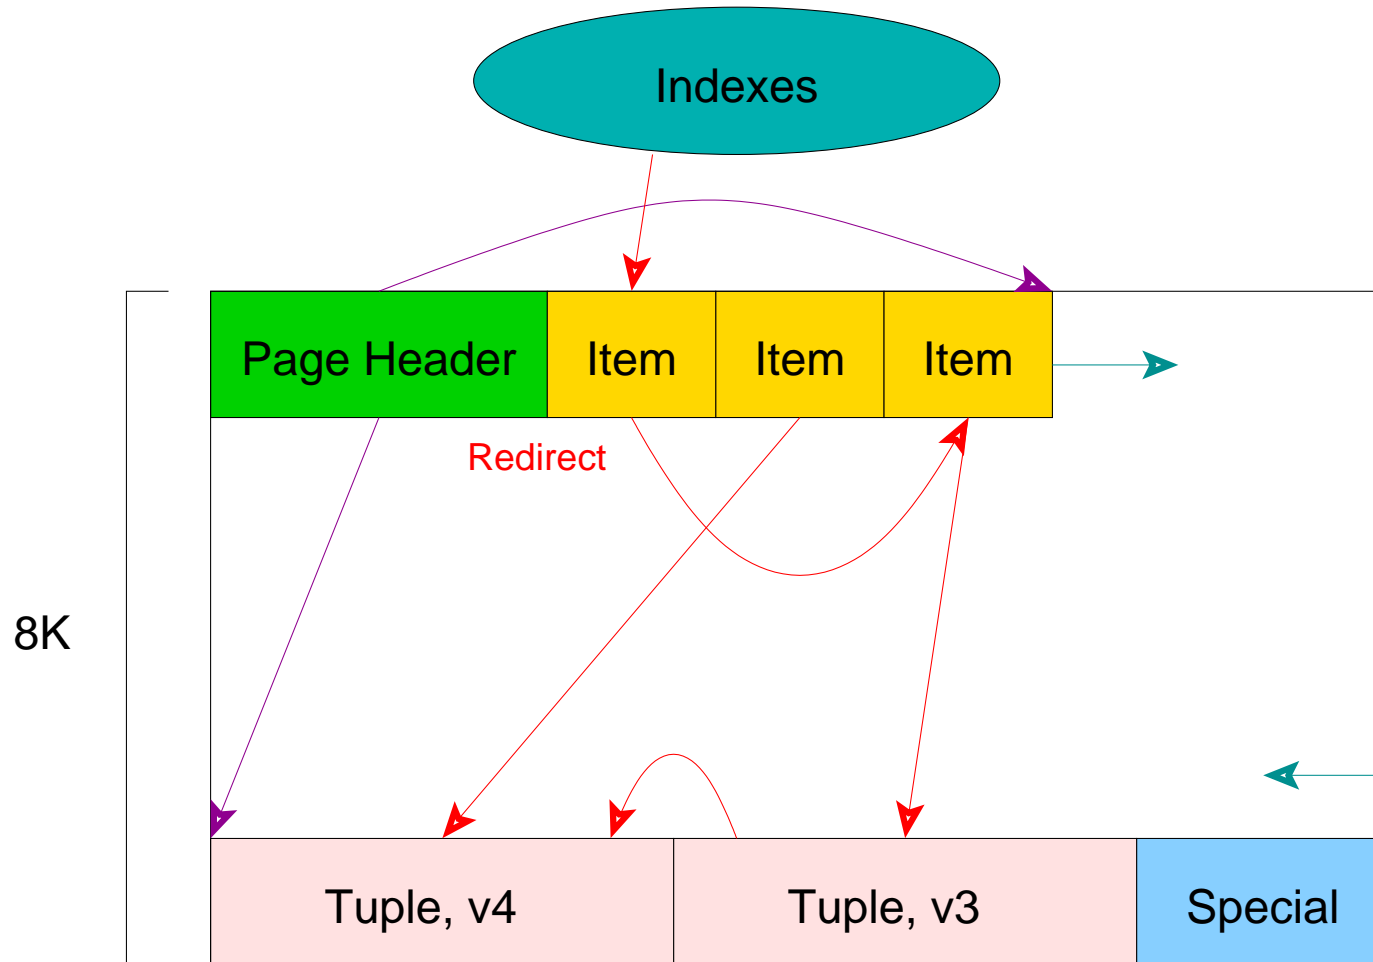 Indexes
Page Header Item Item Item
Redirect
8K
Tuple, v4 Tuple, v3 Special